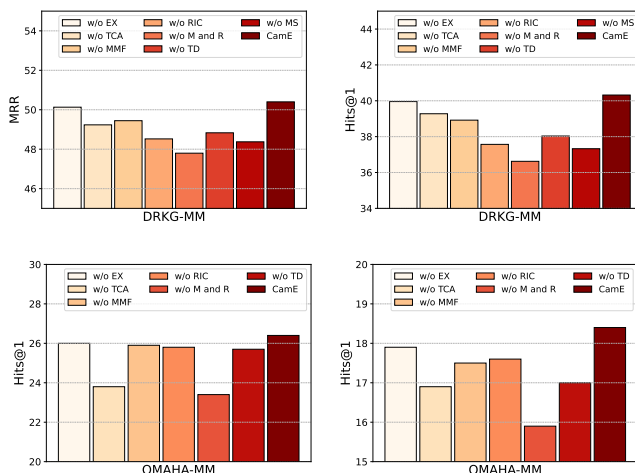 w/o EX w/o RIC w/o MS
w/o TCA w/o M and R CamE
w/o MMF w/o TD
MRR
54
52
50
48
46
DRKG-MM
w/o EX w/o RIC w/o MS
w/o TCA w/o M and R CamE
w/o MMF w/o TD
Hits@1
44
42
40
38
36
34
DRKG-MM
w/o EX w/o RIC w/o TD
w/o TCA w/o M and R CamE
w/o MMF
Hits@1
30
28
26
24
22
20
OMAHA-MM
w/o EX w/o RIC w/o TD
w/o TCA w/o M and R CamE
w/o MMF
Hits@1
20
19
18
17
16
15
OMAHA-MM